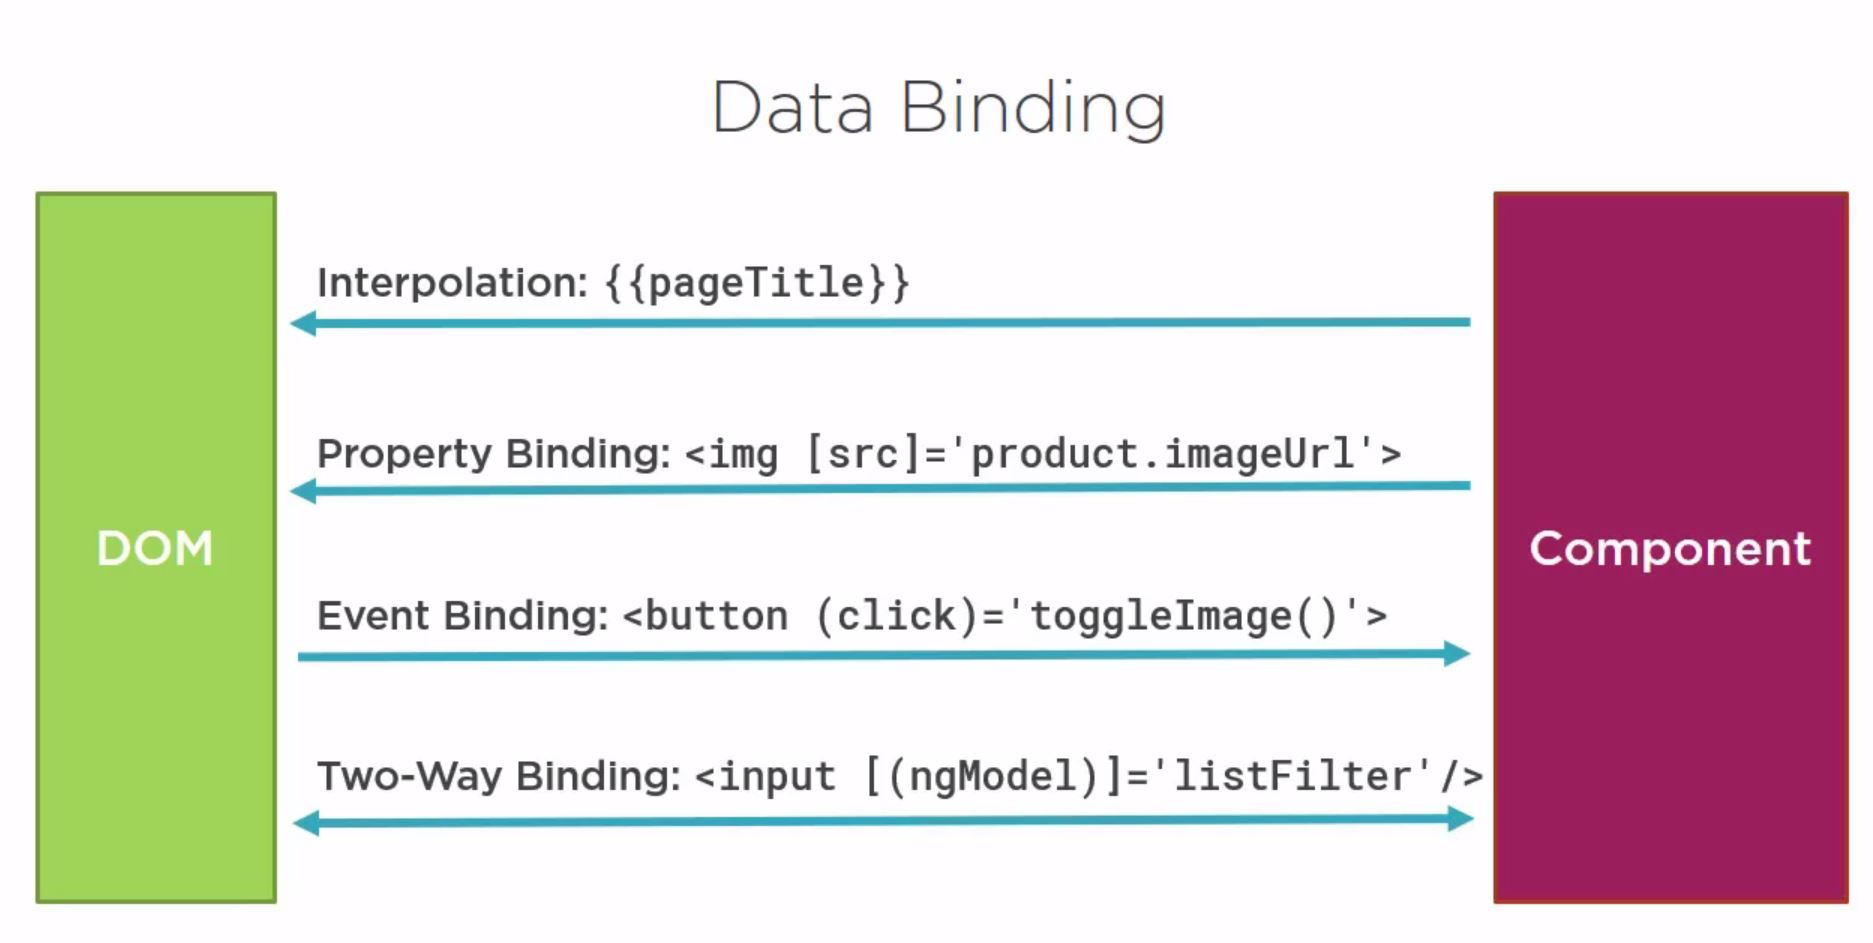 Data Binding
Interpolation: {{pageTitle}}
Property Binding: <img [src]='product.imageUrl'>
DOM
Component
Event Binding: <button (click)='toggleImage()'>
Two-Way Binding: <input [(ngModel)]='listFilter'/>